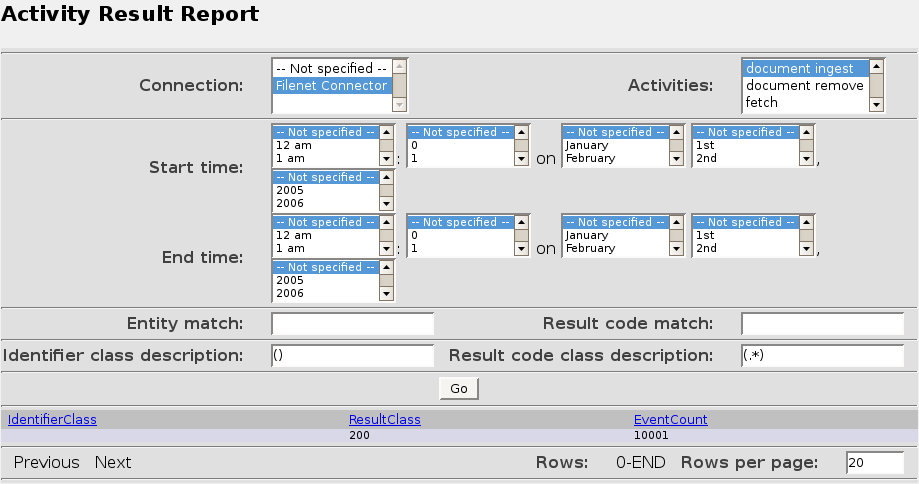 Activity Result Report
Connection: -- Not specified -- Filenet Connector Activities: document ingest document remove fetch
Start time: -- Not specified -- 12 am 1 am : -- Not specified -- 0 1 on -- Not specified -- January February -- Not specified -- 1st 2nd ,
-- Not specified -- 2005 2006
End time: -- Not specified -- 12 am 1 am : -- Not specified -- 0 1 on -- Not specified -- January February -- Not specified -- 1st 2nd ,
-- Not specified -- 2005 2006
Entity match: Result code match:
Identifier class description: () Result code class description: (.*)
Go
IdentifierClass ResultClass EventCount
200 10001
Previous Next Rows: 0-END Rows per page: 20